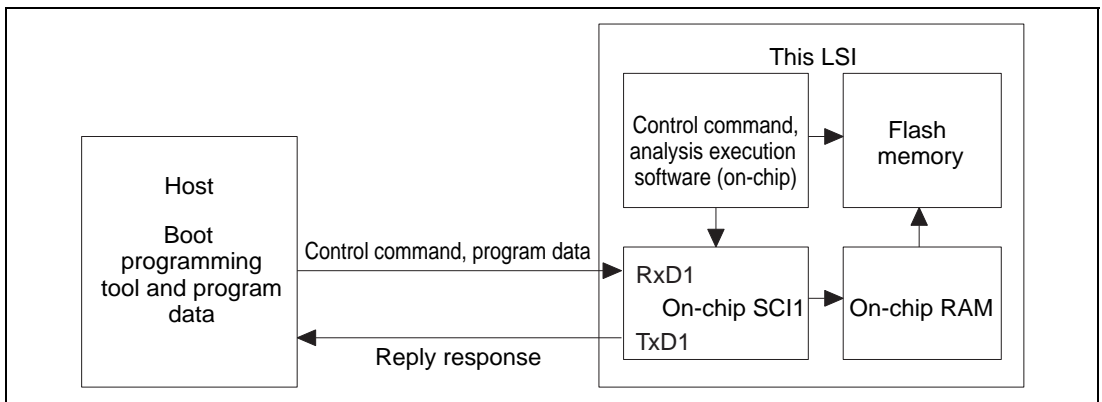 This LSI
Host
Boot
programming
tool and program
data
Control command, program data
Reply response
Control command,
analysis execution
software (on-chip)
Flash
memory
RxD1
On-chip SCI1
TxD1
On-chip RAM